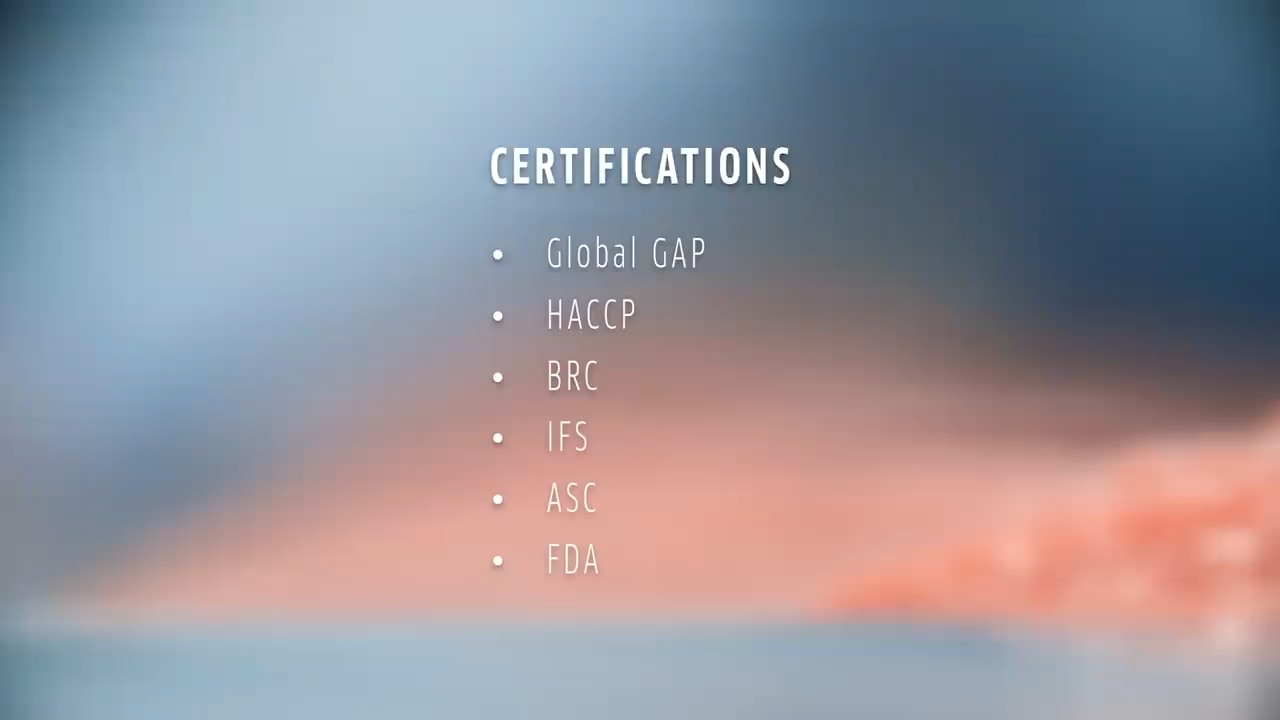 CERTIFICATIONS
• Global GAP
• HACCP
• BRC
• IFS
• ASC
• FDA